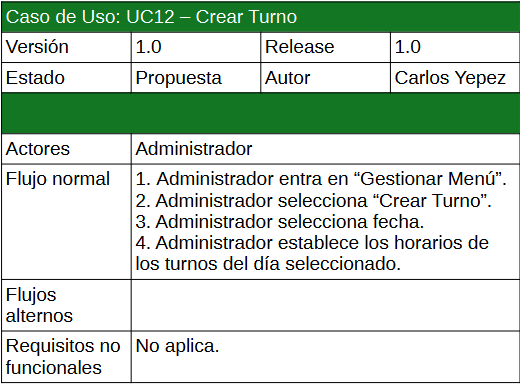 Caso de Uso: UC12 – Crear Turno
Versión 1.0 Release 1.0
Estado Propuesta Autor Carlos Yepez
Actores Administrador
Flujo normal 1. Administrador entra en “Gestionar Menú”.
2. Administrador selecciona “Crear Turno”.
3. Administrador selecciona fecha.
4. Administrador establece los horarios de
los turnos del día seleccionado.
Flujos
alternos
Requisitos no No aplica.
funcionales